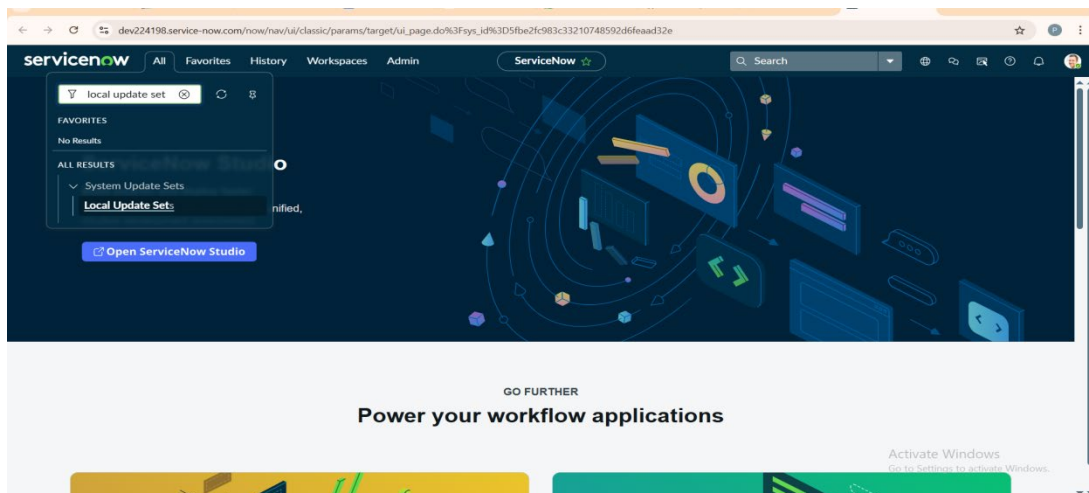 dev224198.service-now.com/now/nav/ui/classic/params/target/ui_page.do%3Fsys_id%3D5fbe2fc983c33210748592d6feaad32e
P
servicenow All Favorites History Workspaces Admin ServiceNow Search
local update set
FAVORITES
No Results
ALL RESULTS
System Update Sets
Local Update Sets
nified,
Open ServiceNow Studio
GO FURTHER
Power your workflow applications
Activate Windows
Go to Settings to activate Windows.